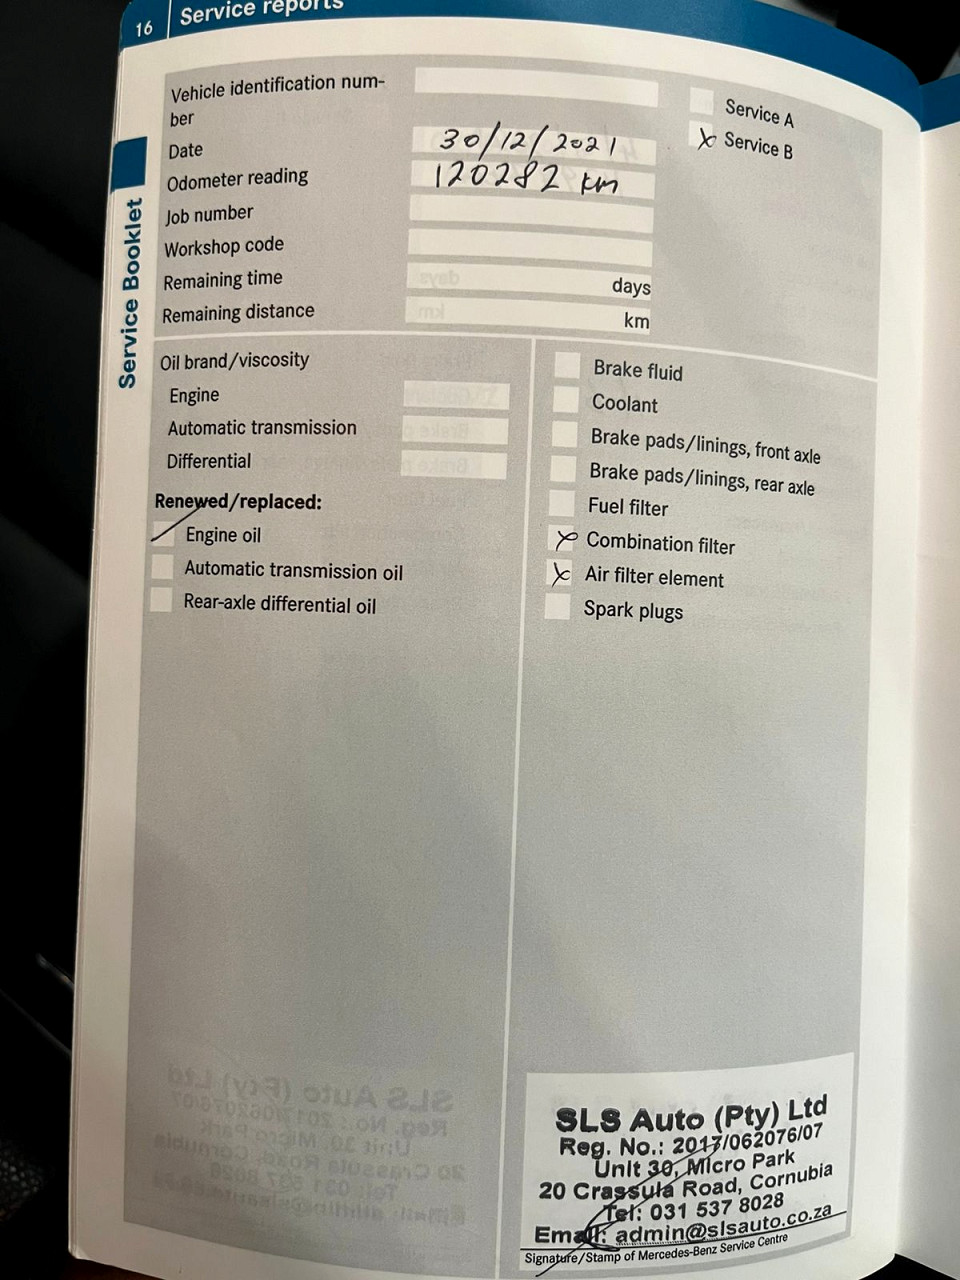 16 Service reports
Vehicle identification num-
ber
Service A
Date 30/12/2021
x Service B
Odometer reading 120282 km
Job number
Workshop code
Remaining time days
Remaining distance km
Service Booklet
Oil brand/viscosity
Engine
Automatic transmission
Differential
Renewed/replaced:
Engine oil
Automatic transmission oil
Rear-axle differential oil
Brake fluid
Coolant
Brake pads/linings, front axle
Brake pads/linings, rear axle
Fuel filter
x Combination filter
x Air filter element
Spark plugs
SLS Auto (Pty) Ltd
Reg. No.: 2017/062076/07
Unit 30, Micro Park
20 Crassula Road, Cornubia
Tel: 031 537 8028
Email: admin@slsauto.co.za
Signature/Stamp of Mercedes-Benz Service Centre